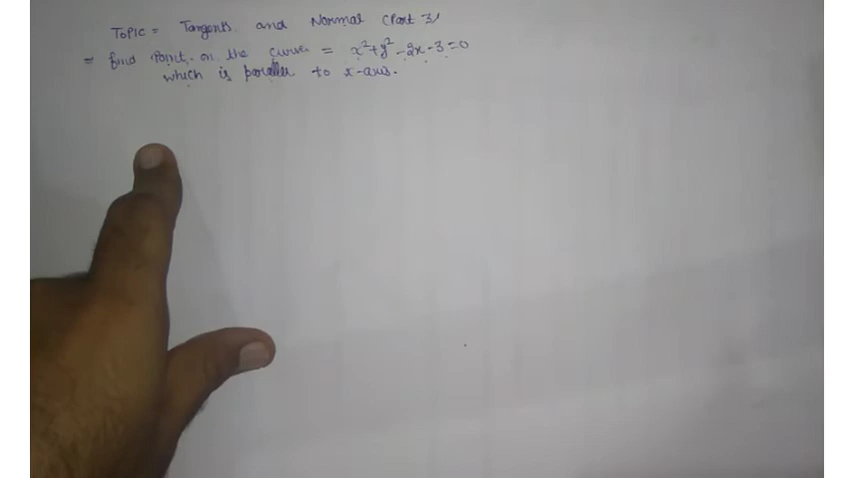 TOPIC = Tangents and Normal (Part 3)
= find point on the curve = x²+y²-2x-3=0
which is paraller to x-axis.